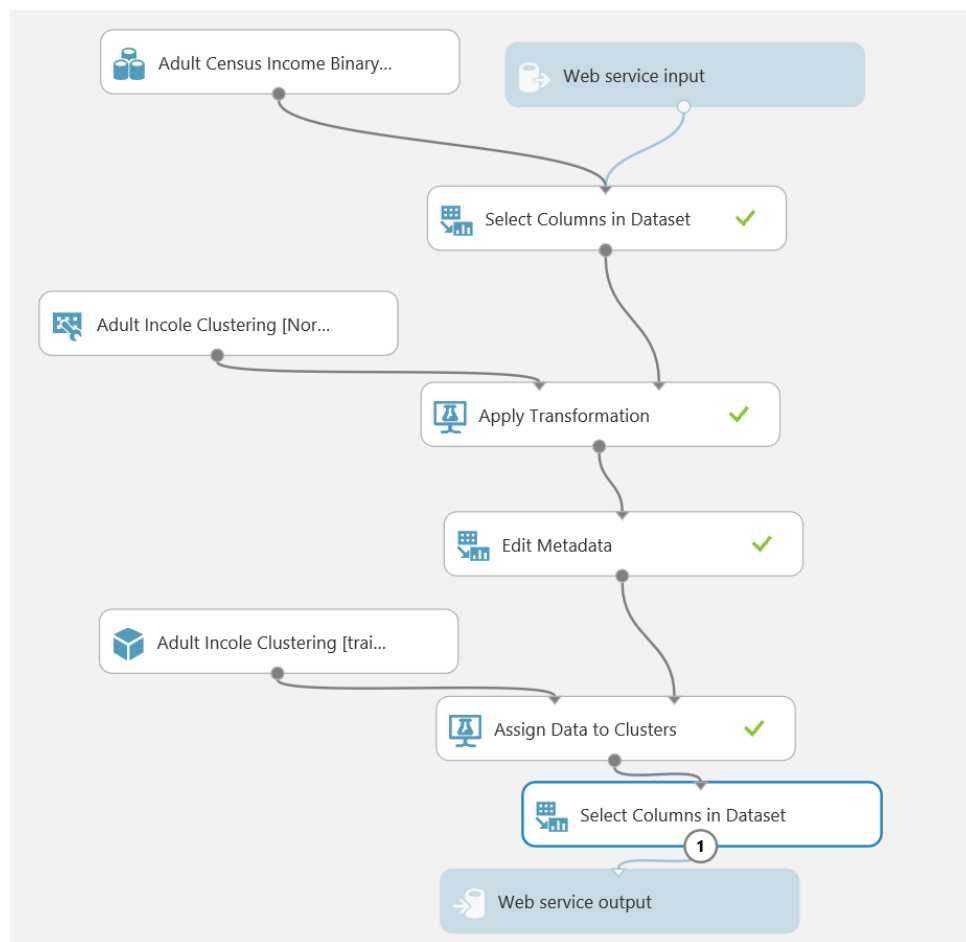 Adult Census Income Binary...
Web service input
Select Columns in Dataset
Adult Incole Clustering [Nor...
Apply Transformation
Edit Metadata
Adult Incole Clustering [trai...
Assign Data to Clusters
Select Columns in Dataset
1
Web service output